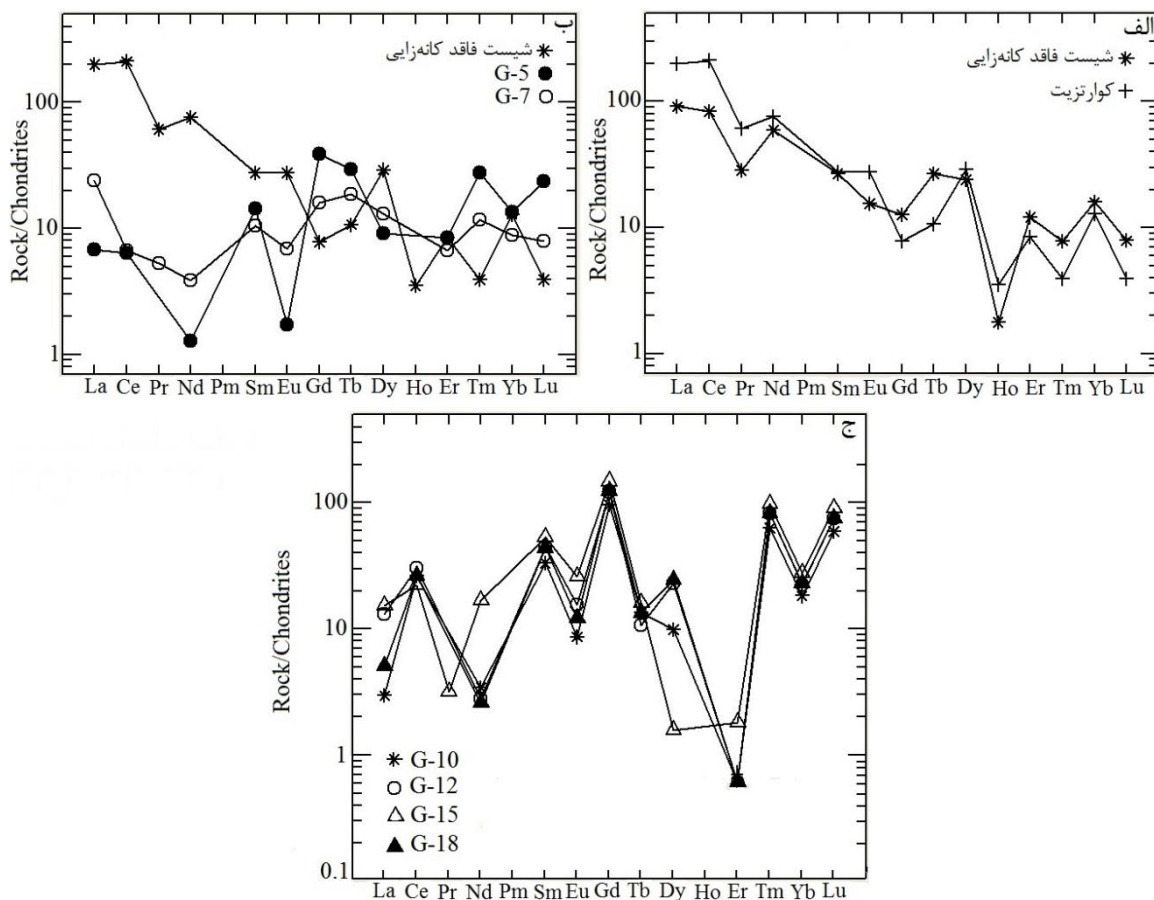 الف
شیست فاقد کانه‌زایی
کوارتزیت
Rock/Chondrites
100
10
1
La Ce Pr Nd Pm Sm Eu Gd Tb Dy Ho Er Tm Yb Lu
شیست فاقد کانه‌زایی
G-5
G-7
Rock/Chondrites
100
10
1
La Ce Pr Nd Pm Sm Eu Gd Tb Dy Ho Er Tm Yb Lu
ج
Rock/Chondrites
100
10
1
0.1
G-10
G-12
G-15
G-18
La Ce Pr Nd Pm Sm Eu Gd Tb Dy Ho Er Tm Yb Lu